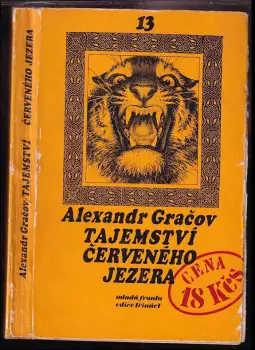 13
Alexandr Gračov
TAJEMSTVÍ
ČERVENÉHO
JEZERA
CENA
18 Kčs
mladá fronta
edice třináct
Alexandr Gračov TAJEMSTVÍ ČERVENÉHO JEZERA